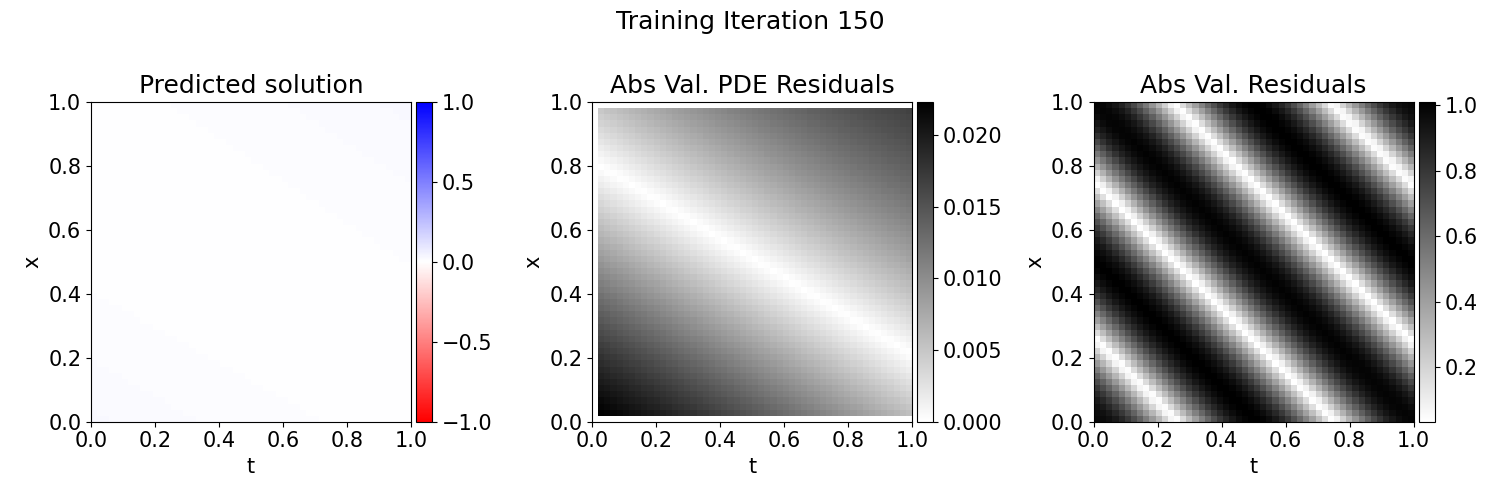 Training Iteration 150
Predicted solution
1.0
0.8
0.6
0.4
0.2
0.0
x
0.0 0.2 0.4 0.6 0.8 1.0
t
1.0
0.5
0.0
−0.5
−1.0
Abs Val. PDE Residuals
1.0
0.8
0.6
0.4
0.2
0.0
x
0.0 0.2 0.4 0.6 0.8 1.0
t
0.020
0.015
0.010
0.005
0.000
Abs Val. Residuals
1.0
0.8
0.6
0.4
0.2
0.0
x
0.0 0.2 0.4 0.6 0.8 1.0
t
1.0
0.8
0.6
0.4
0.2